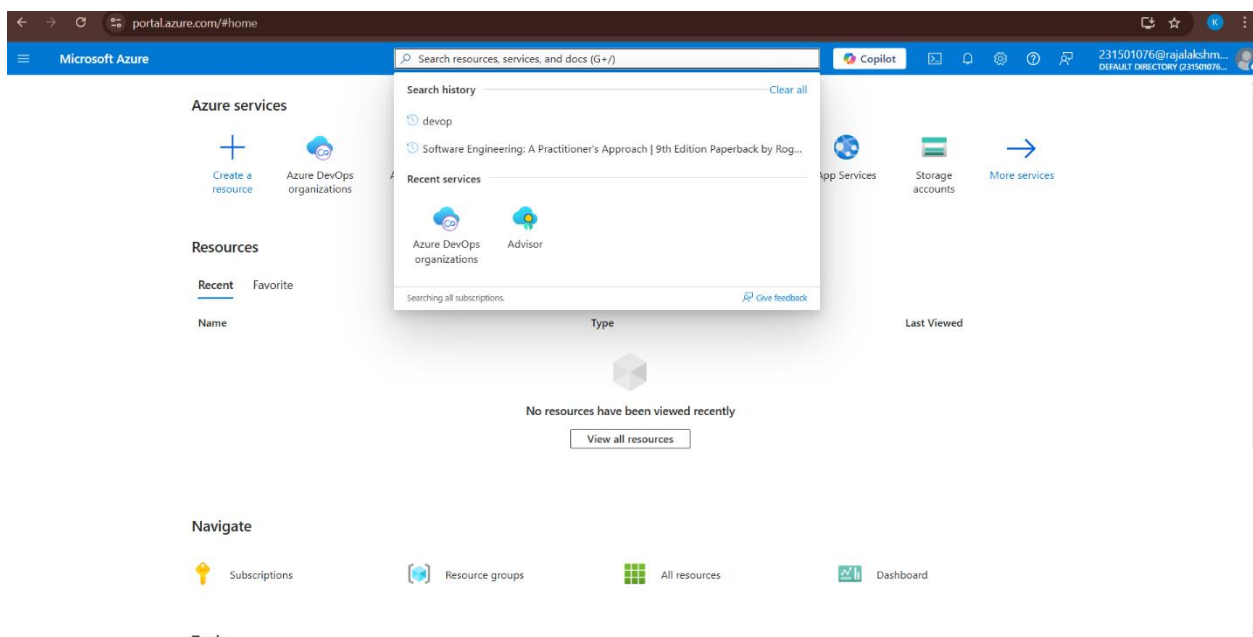 portal.azure.com/#home
K
Microsoft Azure
Search resources, services, and docs (G+/)
Copilot
231501076@rajalakshm...
DEFAULT DIRECTORY (231501076...
Search history
Clear all
devop
Software Engineering: A Practitioner's Approach | 9th Edition Paperback by Rog...
Recent services
Azure DevOps
organizations
Advisor
Searching all subscriptions.
Give feedback
Azure services
Create a
resource
Azure DevOps
organizations
App Services
Storage
accounts
More services
Resources
Recent
Favorite
Name
Type
Last Viewed
No resources have been viewed recently
View all resources
Navigate
Subscriptions
Resource groups
All resources
Dashboard